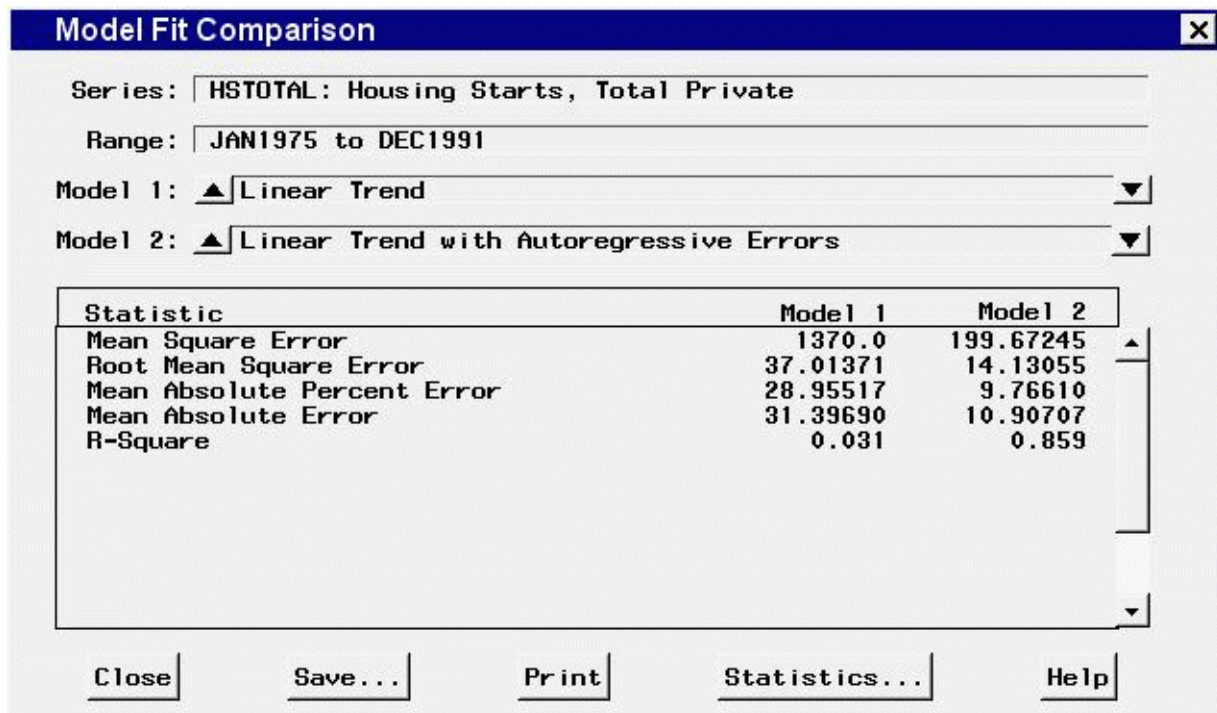 Model Fit Comparison
Series: HSTOTAL: Housing Starts, Total Private
Range: JAN1975 to DEC1991
Model 1: Linear Trend
Model 2: Linear Trend with Autoregressive Errors
Statistic Model 1 Model 2
Mean Square Error 1370.0 199.67245
Root Mean Square Error 37.01371 14.13055
Mean Absolute Percent Error 28.95517 9.76610
Mean Absolute Error 31.39690 10.90707
R-Square 0.031 0.859
Close Save... Print Statistics... Help